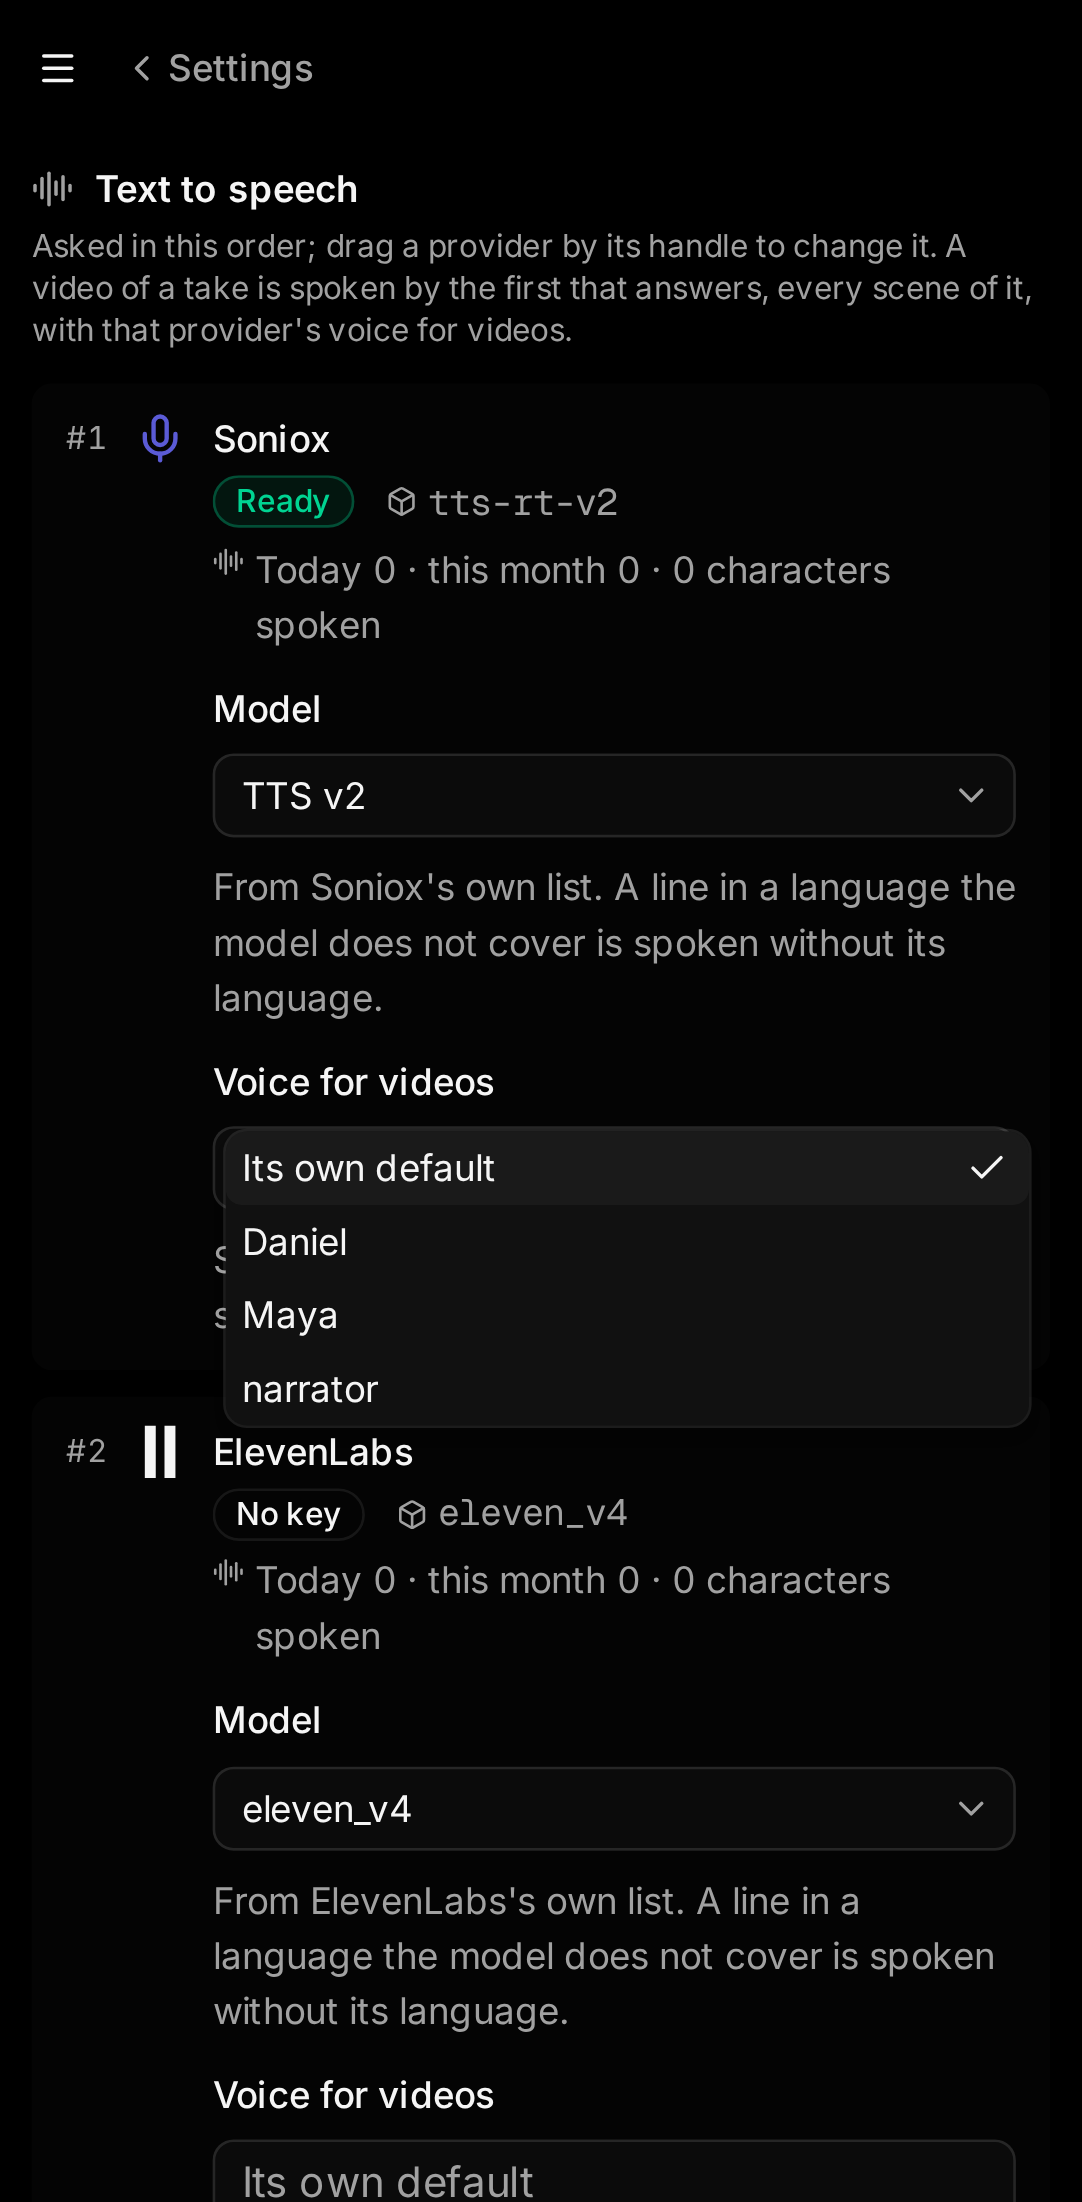 Settings
Text to speech
Asked in this order; drag a provider by its handle to change it. A
video of a take is spoken by the first that answers, every scene of it,
with that provider's voice for videos.
#1 Soniox
Ready tts-rt-v2
Today 0 · this month 0 · 0 characters
spoken
Model
TTS v2
From Soniox's own list. A line in a language the
model does not cover is spoken without its
language.
Voice for videos
Its own default
Daniel
Maya
narrator
#2 ElevenLabs
No key eleven_v4
Today 0 · this month 0 · 0 characters
spoken
Model
eleven_v4
From ElevenLabs's own list. A line in a
language the model does not cover is spoken
without its language.
Voice for videos
Its own default